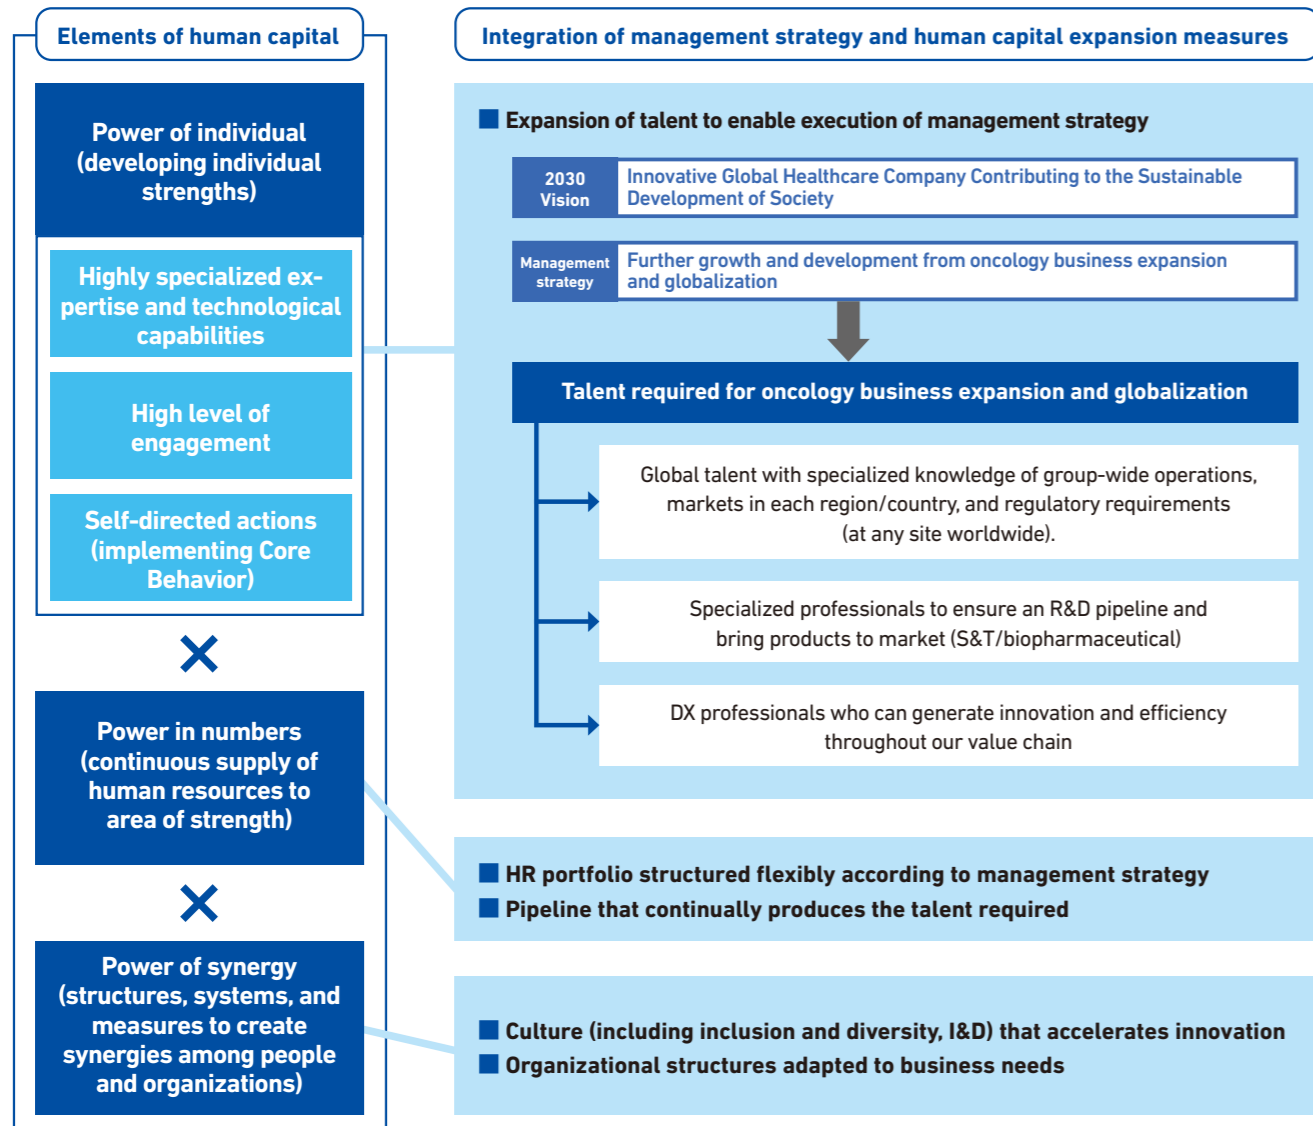 Elements of human capital
Power of individual
(developing individual
strengths)
Highly specialized ex-
pertise and technological
capabilities
High level of
engagement
Self-directed actions
(implementing Core
Behavior)
×
Power in numbers
(continuous supply of
human resources to
area of strength)
×
Power of synergy
(structures, systems, and
measures to create
synergies among people
and organizations)
Integration of management strategy and human capital expansion measures
Expansion of talent to enable execution of management strategy
2030
Vision
Innovative Global Healthcare Company Contributing to the Sustainable
Development of Society
Management
strategy
Further growth and development from oncology business expansion
and globalization
Talent required for oncology business expansion and globalization
Global talent with specialized knowledge of group-wide operations,
markets in each region/country, and regulatory requirements
(at any site worldwide).
Specialized professionals to ensure an R&D pipeline and
bring products to market (S&T/biopharmaceutical)
DX professionals who can generate innovation and efficiency
throughout our value chain
HR portfolio structured flexibly according to management strategy
Pipeline that continually produces the talent required
Culture (including inclusion and diversity, I&D) that accelerates innovation
Organizational structures adapted to business needs